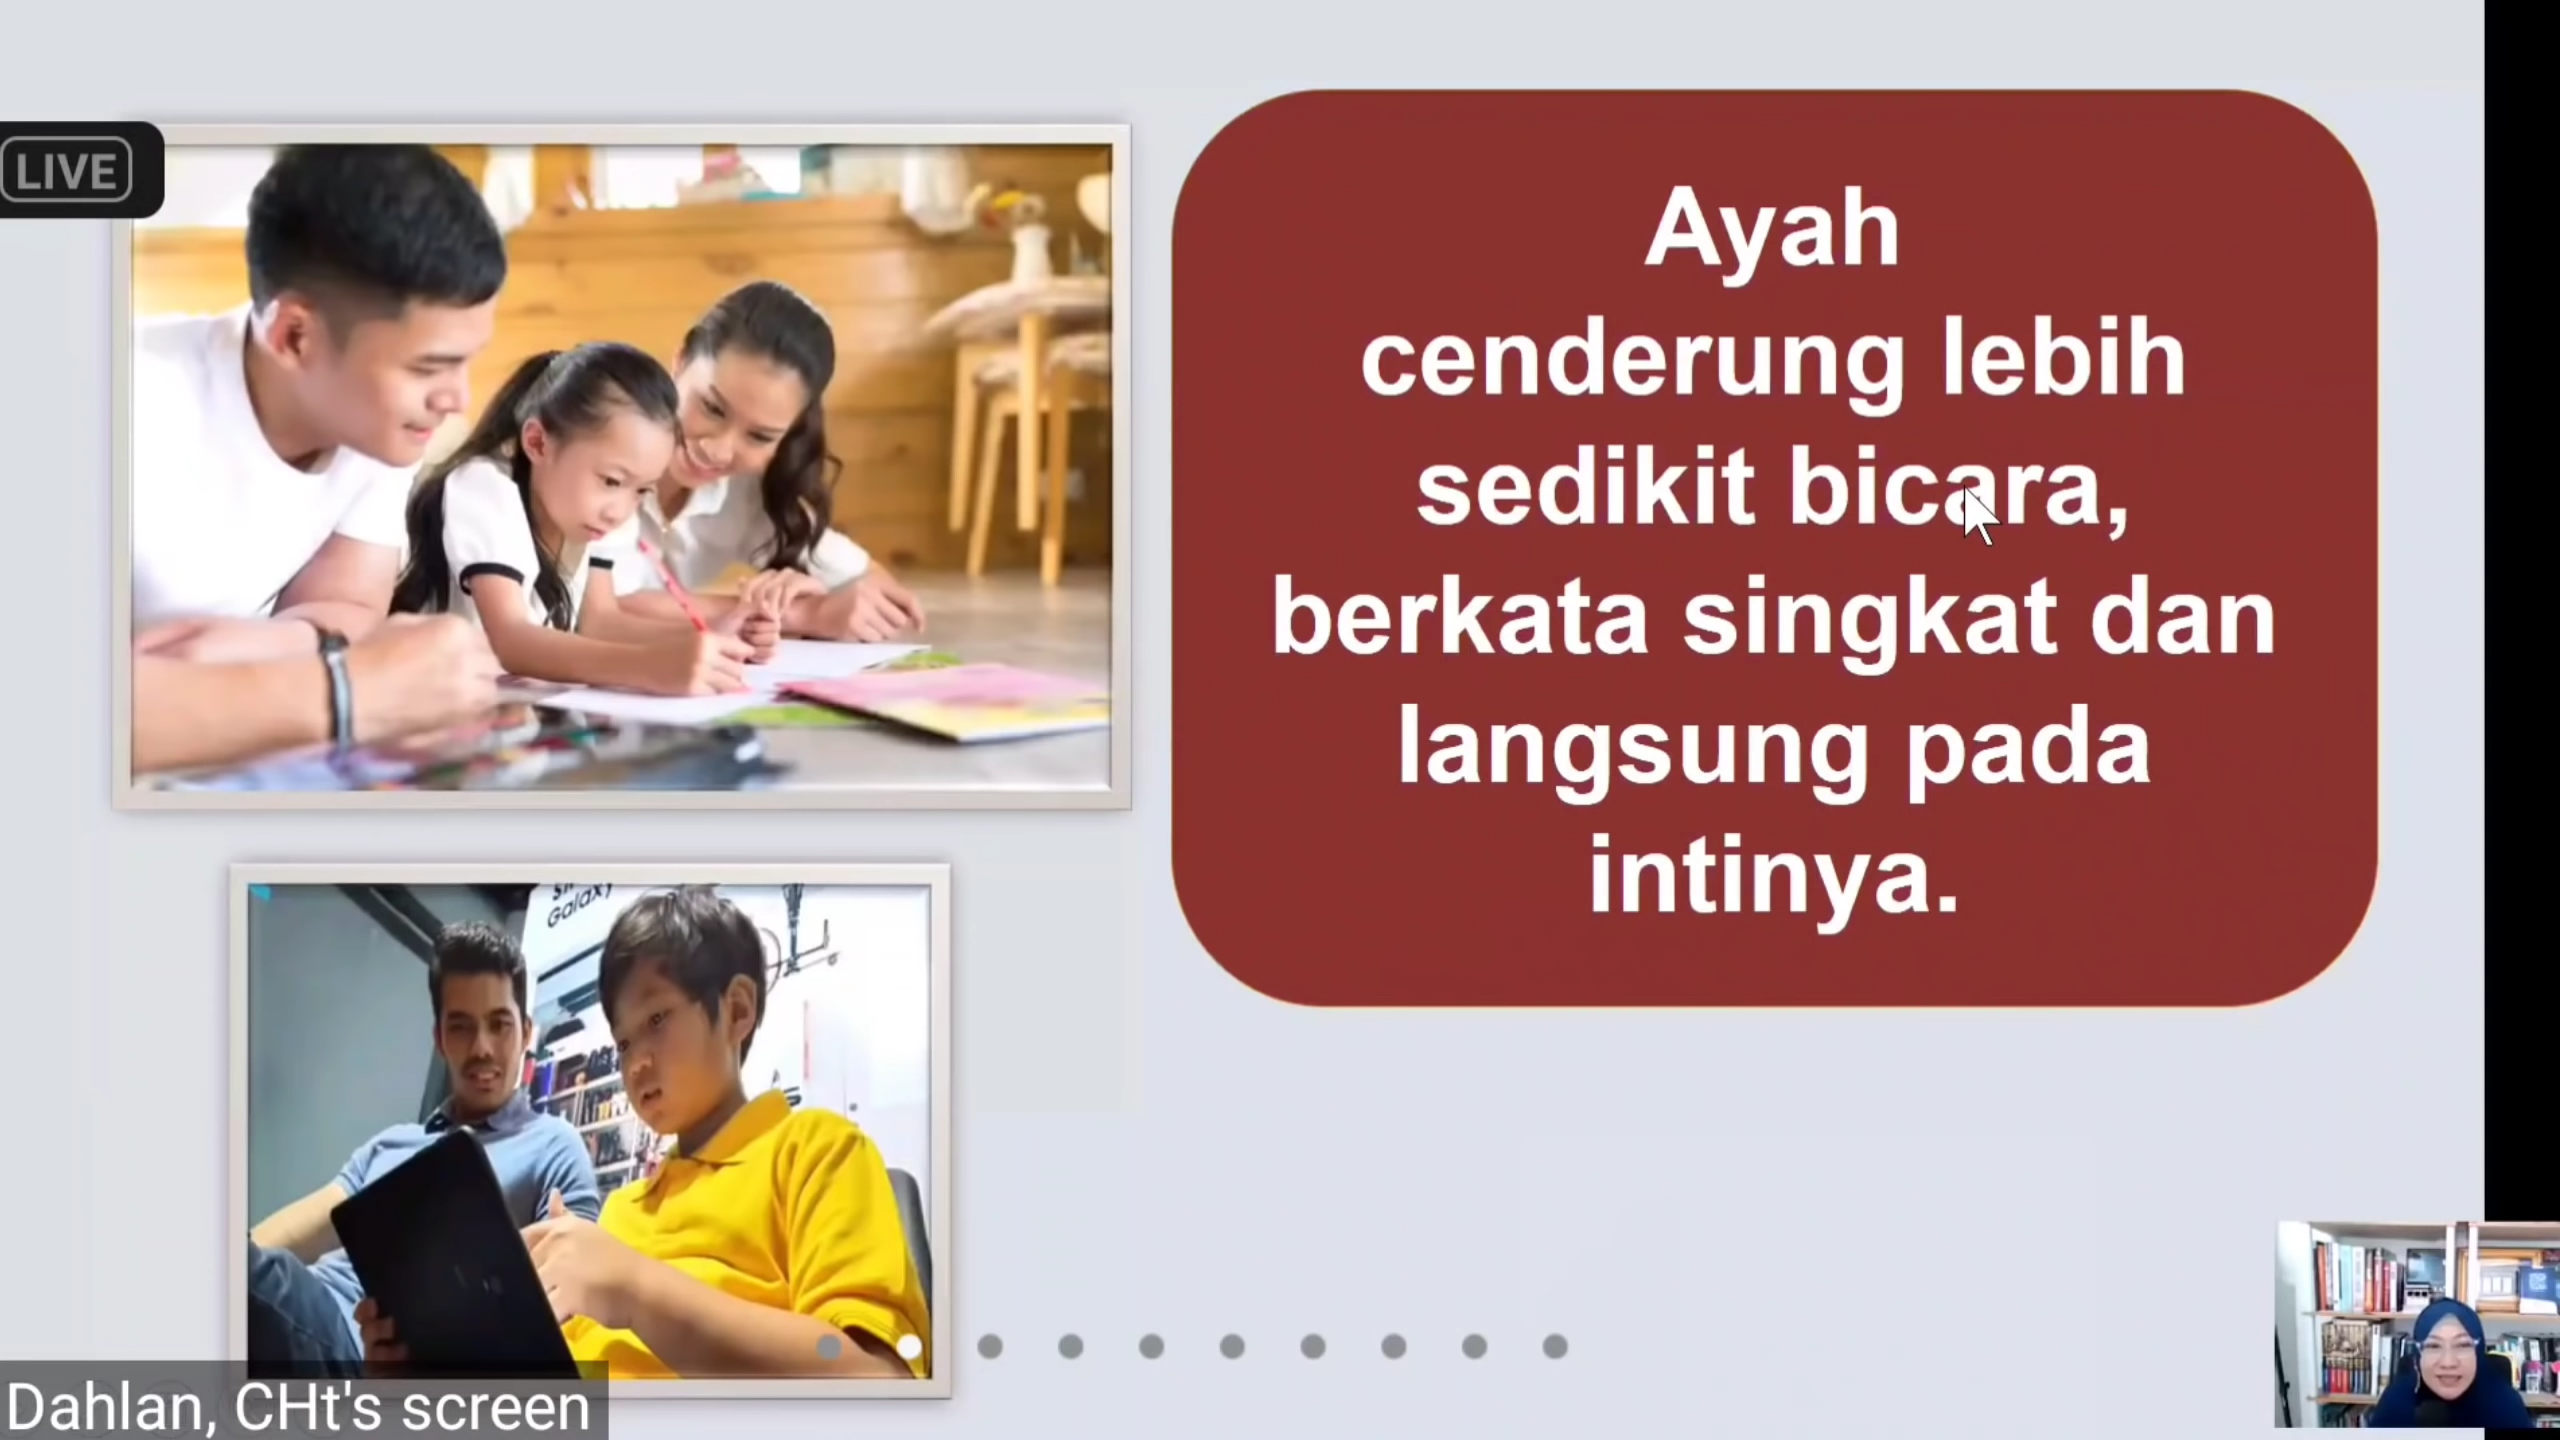 LIVE
Ayah
cenderung lebih
sedikit bicara,
berkata singkat dan
langsung pada
intinya.
Galaxy
Dahlan, CHt's screen